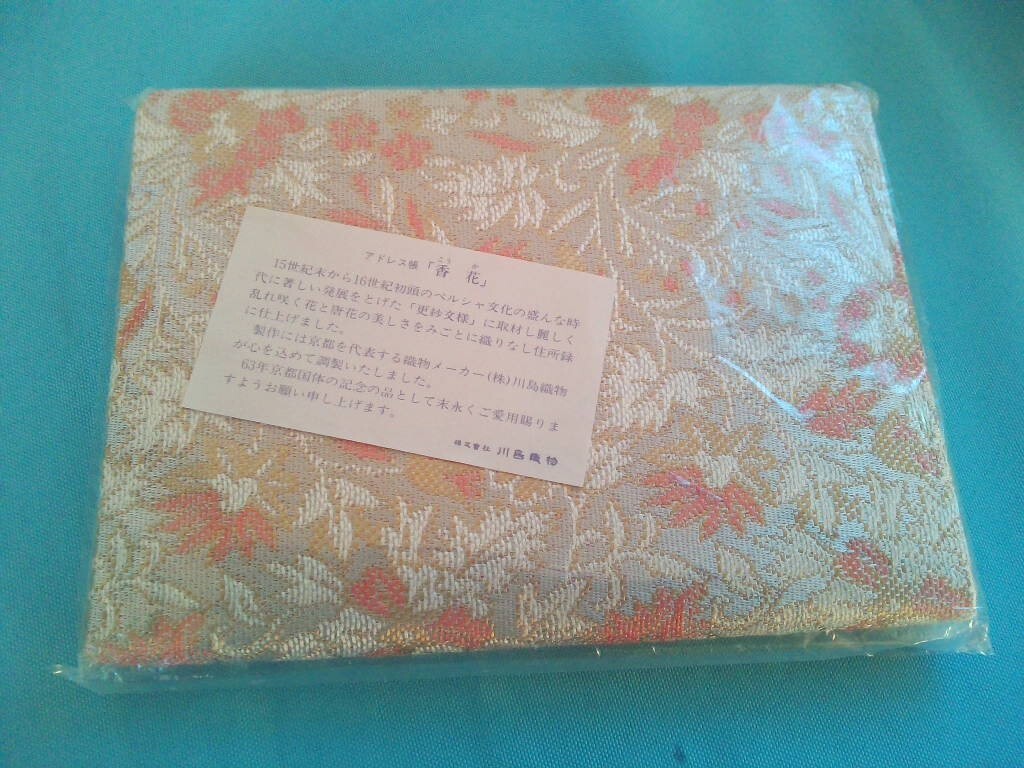 アドレス帳「香花」
こう か
15世紀末から16世紀初頭のペルシャ文化の盛んな時
代に著しい発展をとげた「更紗文様」に取材し麗しく
乱れ咲く花と唐花の美しさをみごとに織りなし住所録
に仕上げました。
製作には京都を代表する織物メーカー(株)川島織物
が心を込めて調製いたしました。
63年京都国体の記念の品として末永くご愛用賜りま
すようお願い申し上げます。
株式會社 川島織物